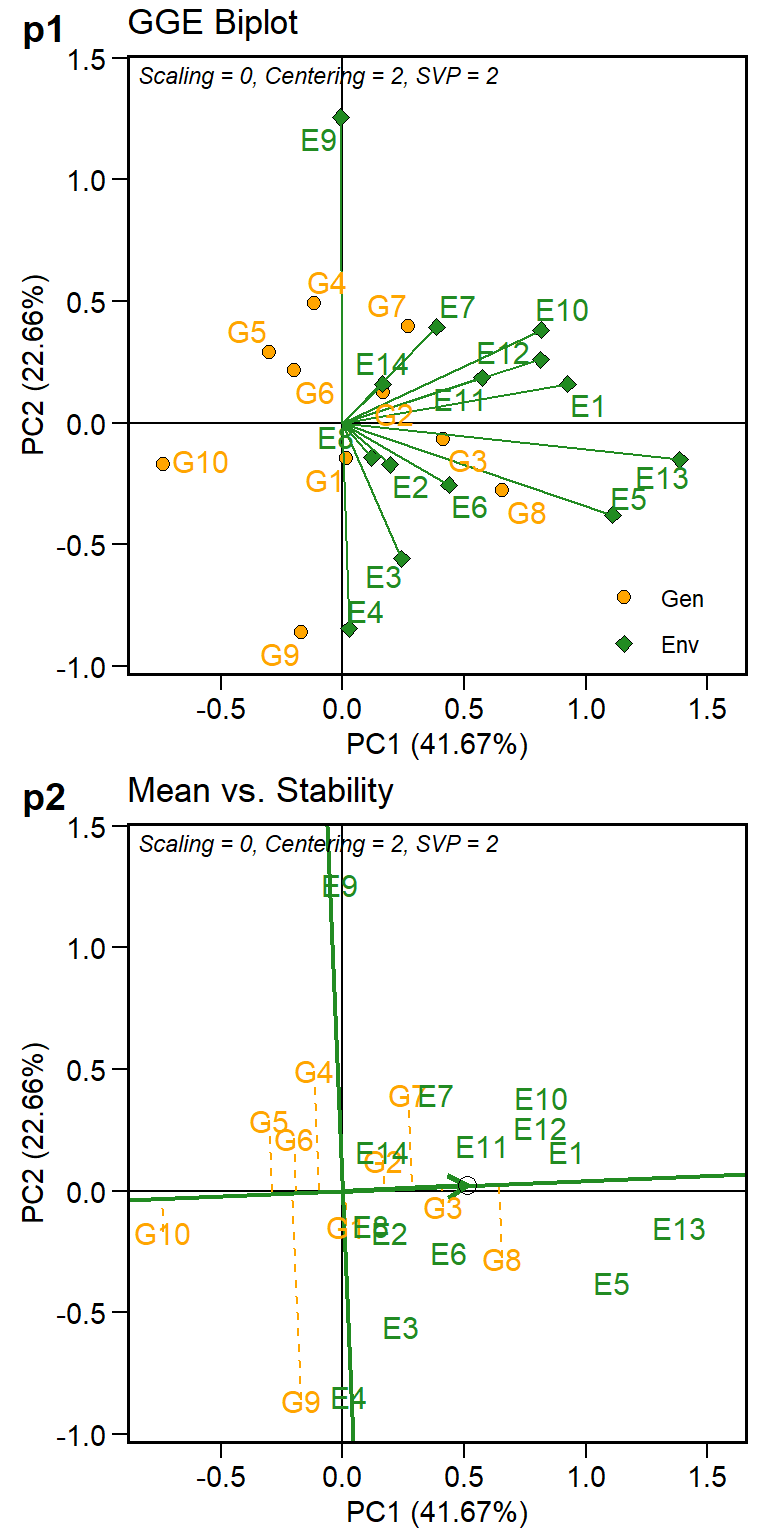 p1 GGE Biplot
Scaling = 0, Centering = 2, SVP = 2
1.5
1.0
0.5
0.0
-0.5
-1.0
PC2 (22.66%)
E9
G4
G7
E7
E10
G5
E14
E12
G6
G2
E11
E1
E8
G10
G1
G3
E13
E2
E6
G8
E5
E3
E4
G9
Gen
Env
-0.5 0.0 0.5 1.0 1.5
PC1 (41.67%)
p2 Mean vs. Stability
Scaling = 0, Centering = 2, SVP = 2
1.5
1.0
0.5
0.0
-0.5
-1.0
PC2 (22.66%)
E9
G4
G7
E7
E10
G5
G6
E12
E14
G2
E11
E1
G3
G10
G1
E8
E2
E13
E6
G8
E5
E3
G9
E4
-0.5 0.0 0.5 1.0 1.5
PC1 (41.67%)